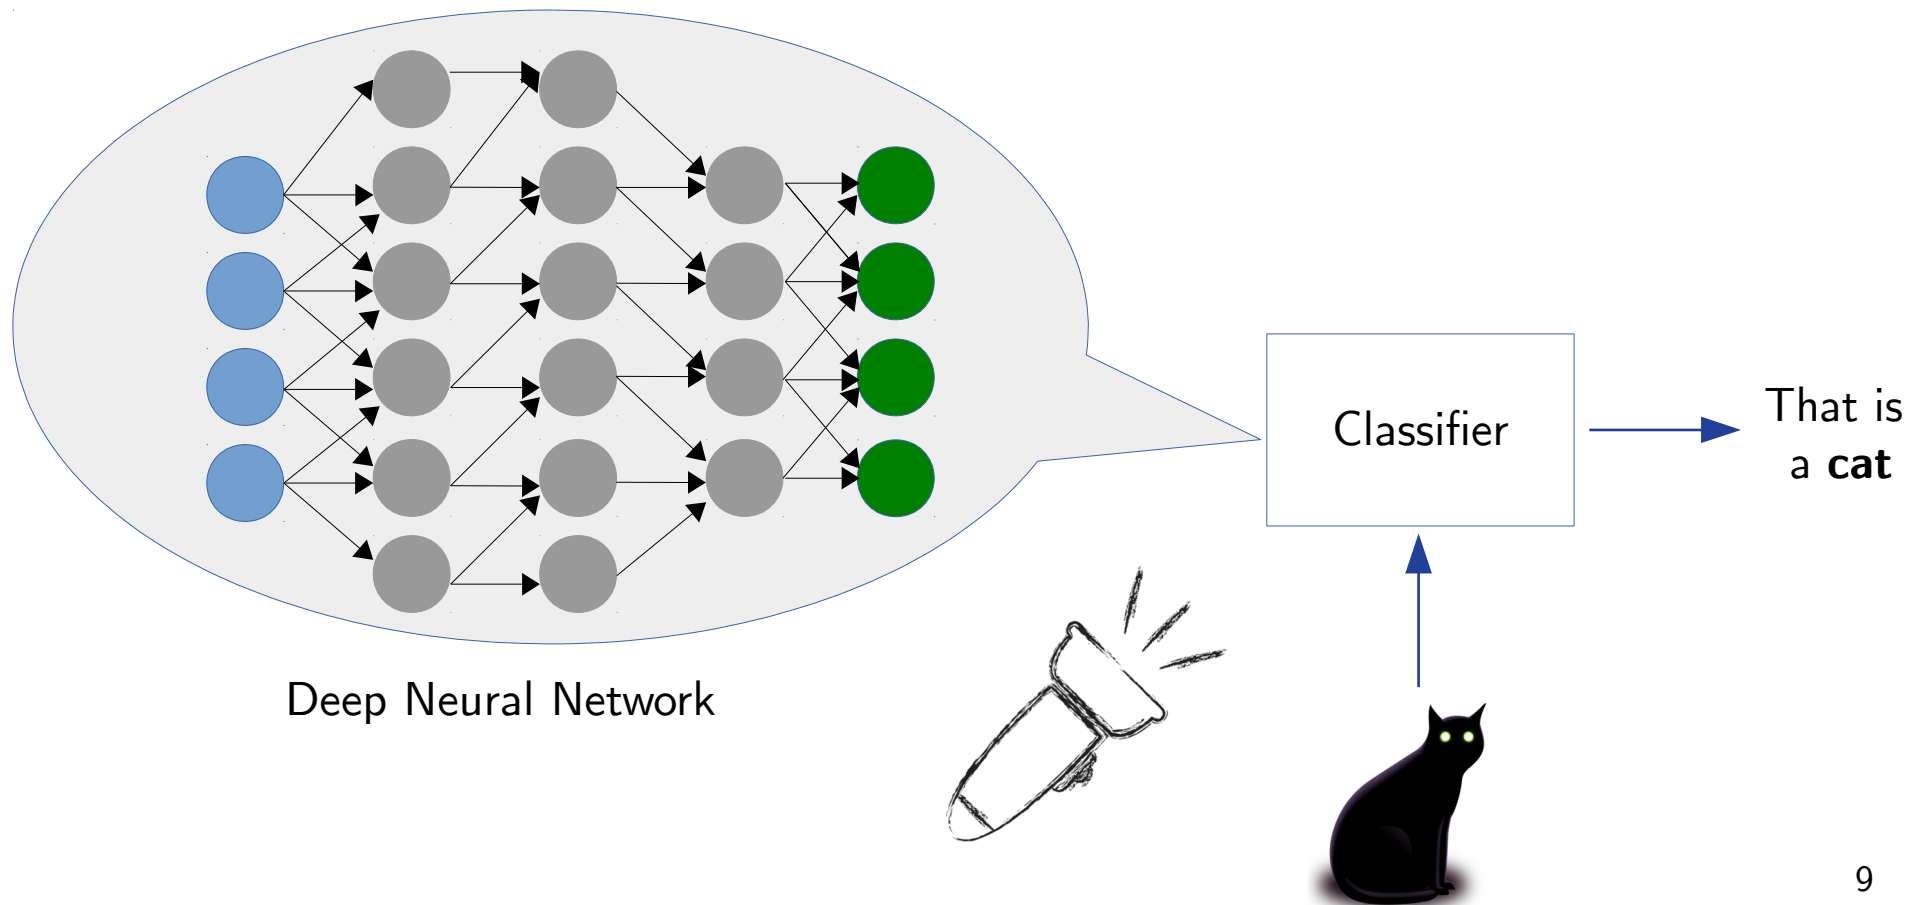 Deep Neural Network
Classifier
That is
a cat
9